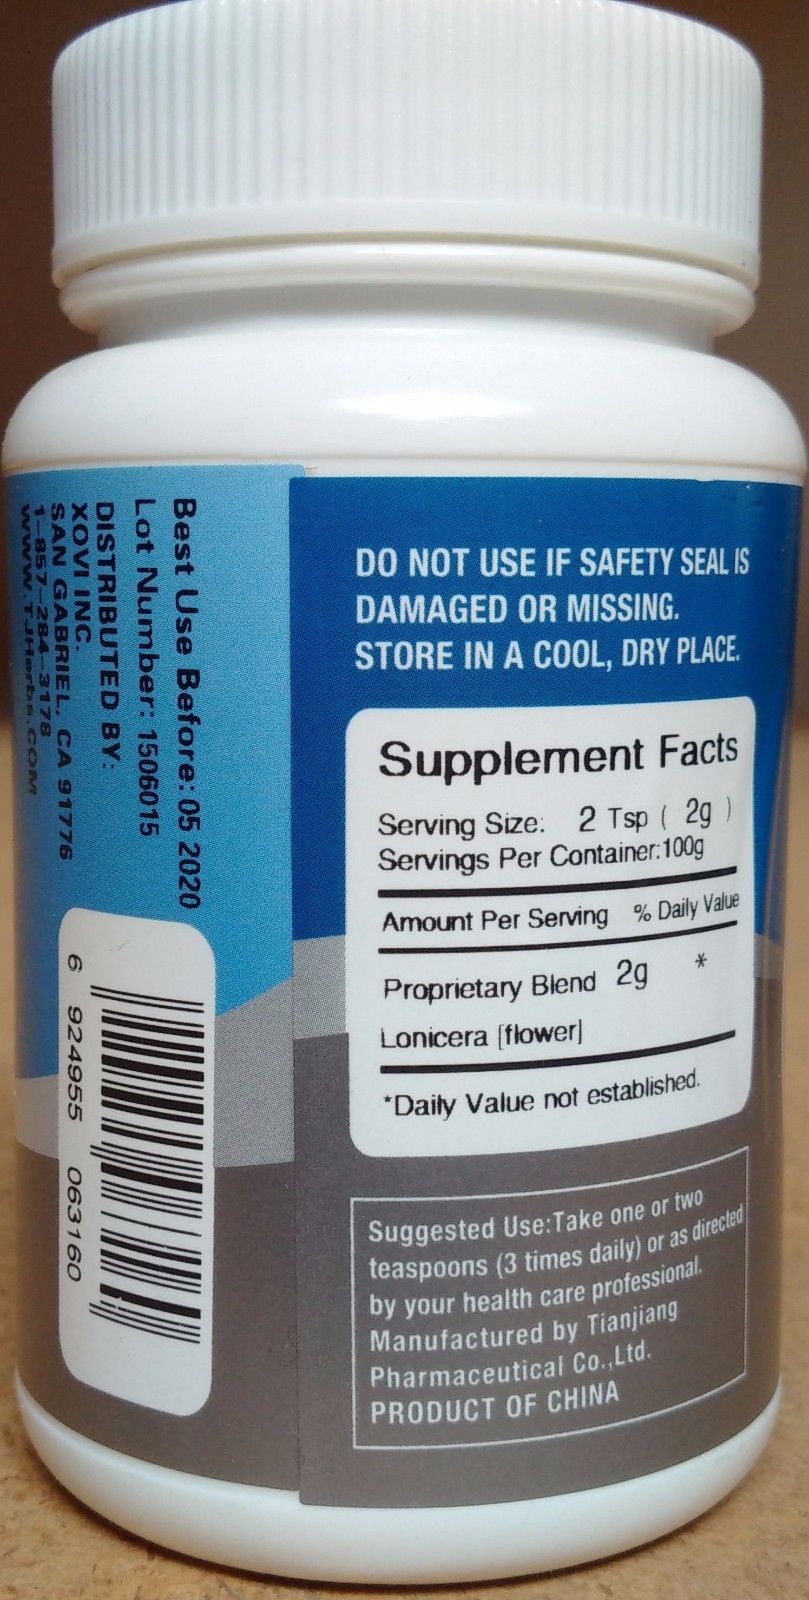 Best Use Before: 05 2020
Lot Number: 1506015
DISTRIBUTED BY:
XOVI INC.
SAN GABRIEL, CA 91776
1-857-284-3178
WWW.TJHerbs.COM
6 924955 063160
DO NOT USE IF SAFETY SEAL IS
DAMAGED OR MISSING.
STORE IN A COOL, DRY PLACE.
Supplement Facts
Serving Size: 2 Tsp ( 2g )
Servings Per Container:100g
Amount Per Serving % Daily Value
Proprietary Blend 2g *
Lonicera [flower]
*Daily Value not established.
Suggested Use:Take one or two
teaspoons (3 times daily) or as directed
by your health care professional.
Manufactured by Tianjiang
Pharmaceutical Co.,Ltd.
PRODUCT OF CHINA